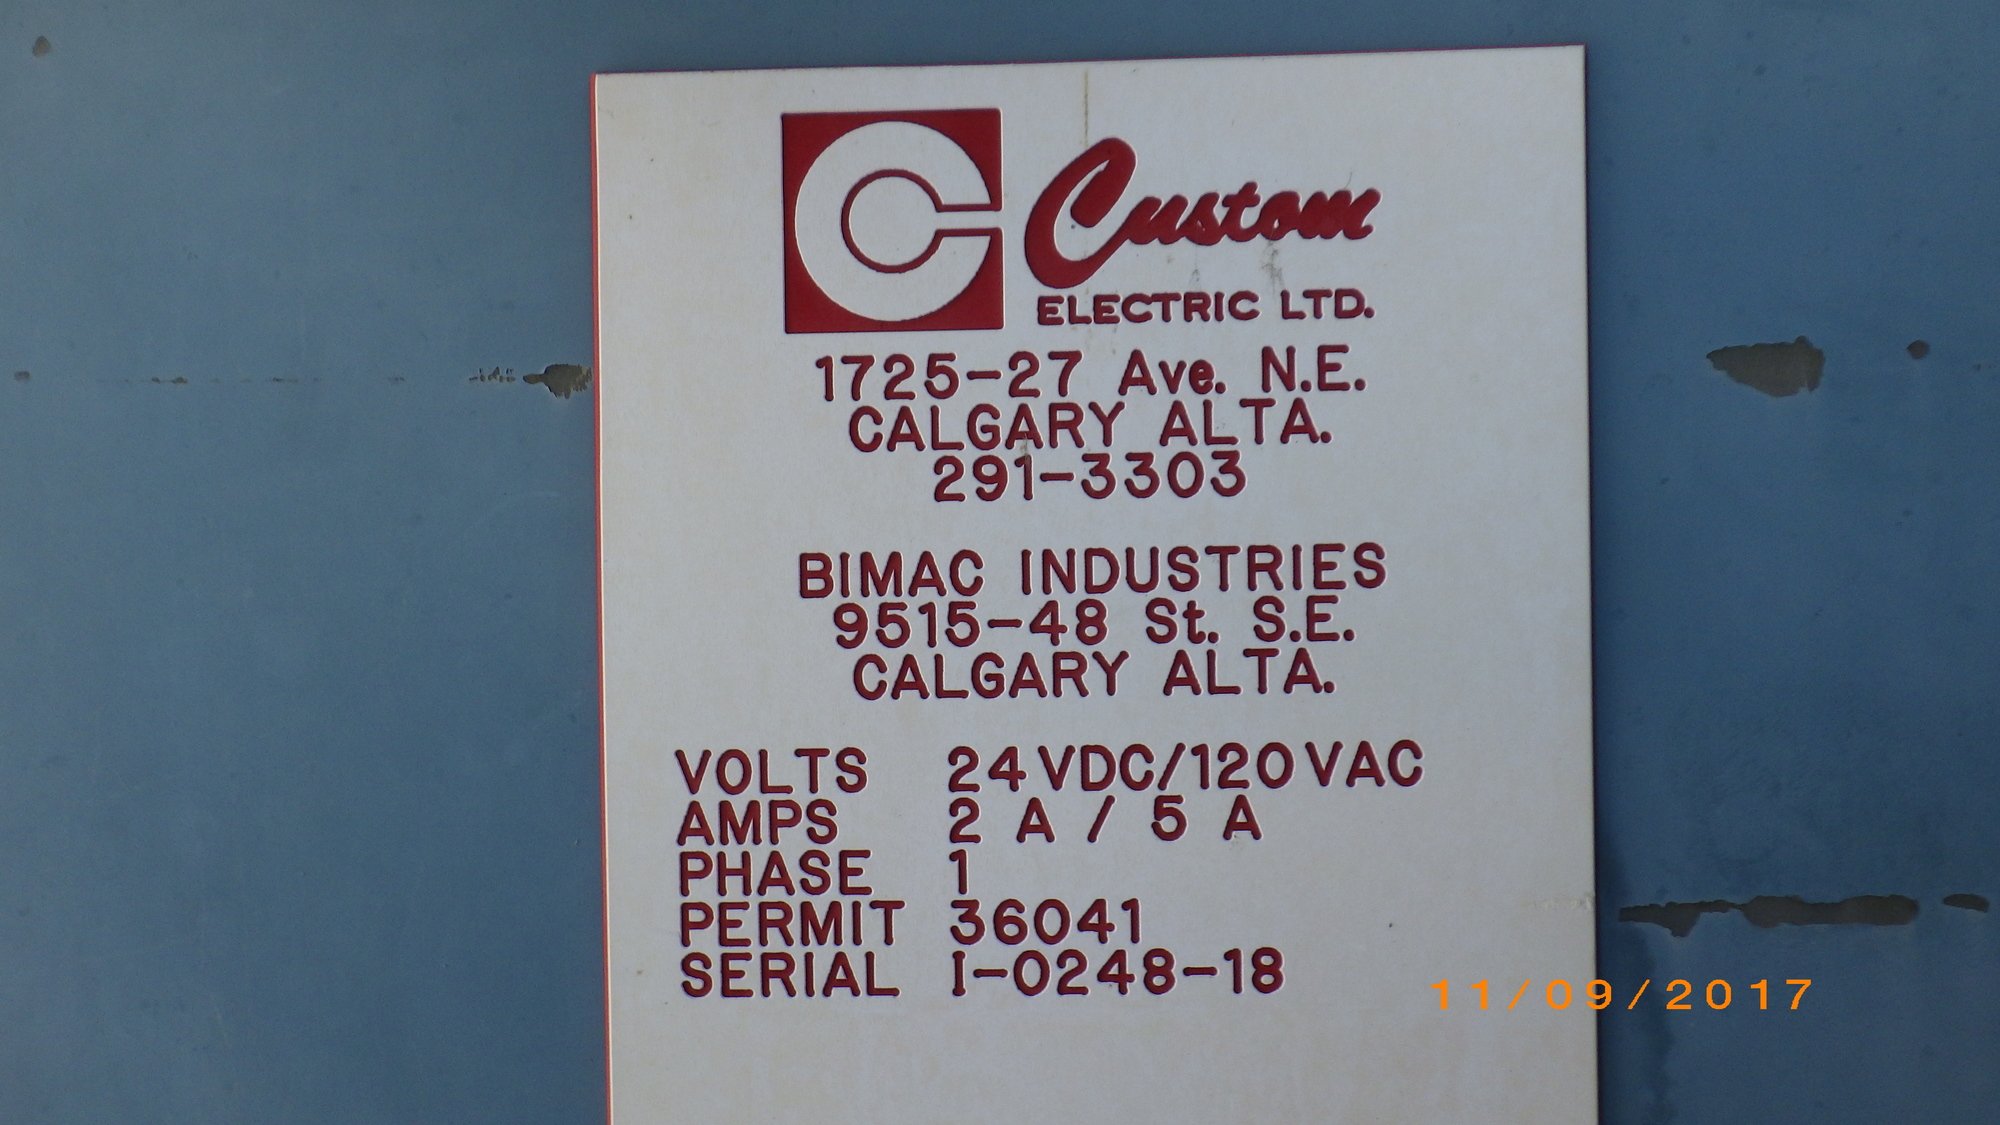 C Custom
ELECTRIC LTD.
1725-27 Ave. N.E.
CALGARY ALTA.
291-3303
BIMAC INDUSTRIES
9515-48 St. S.E.
CALGARY ALTA.
VOLTS 24VDC/120VAC
AMPS 2 A / 5 A
PHASE 1
PERMIT 36041
SERIAL I-0248-18
11/09/2017